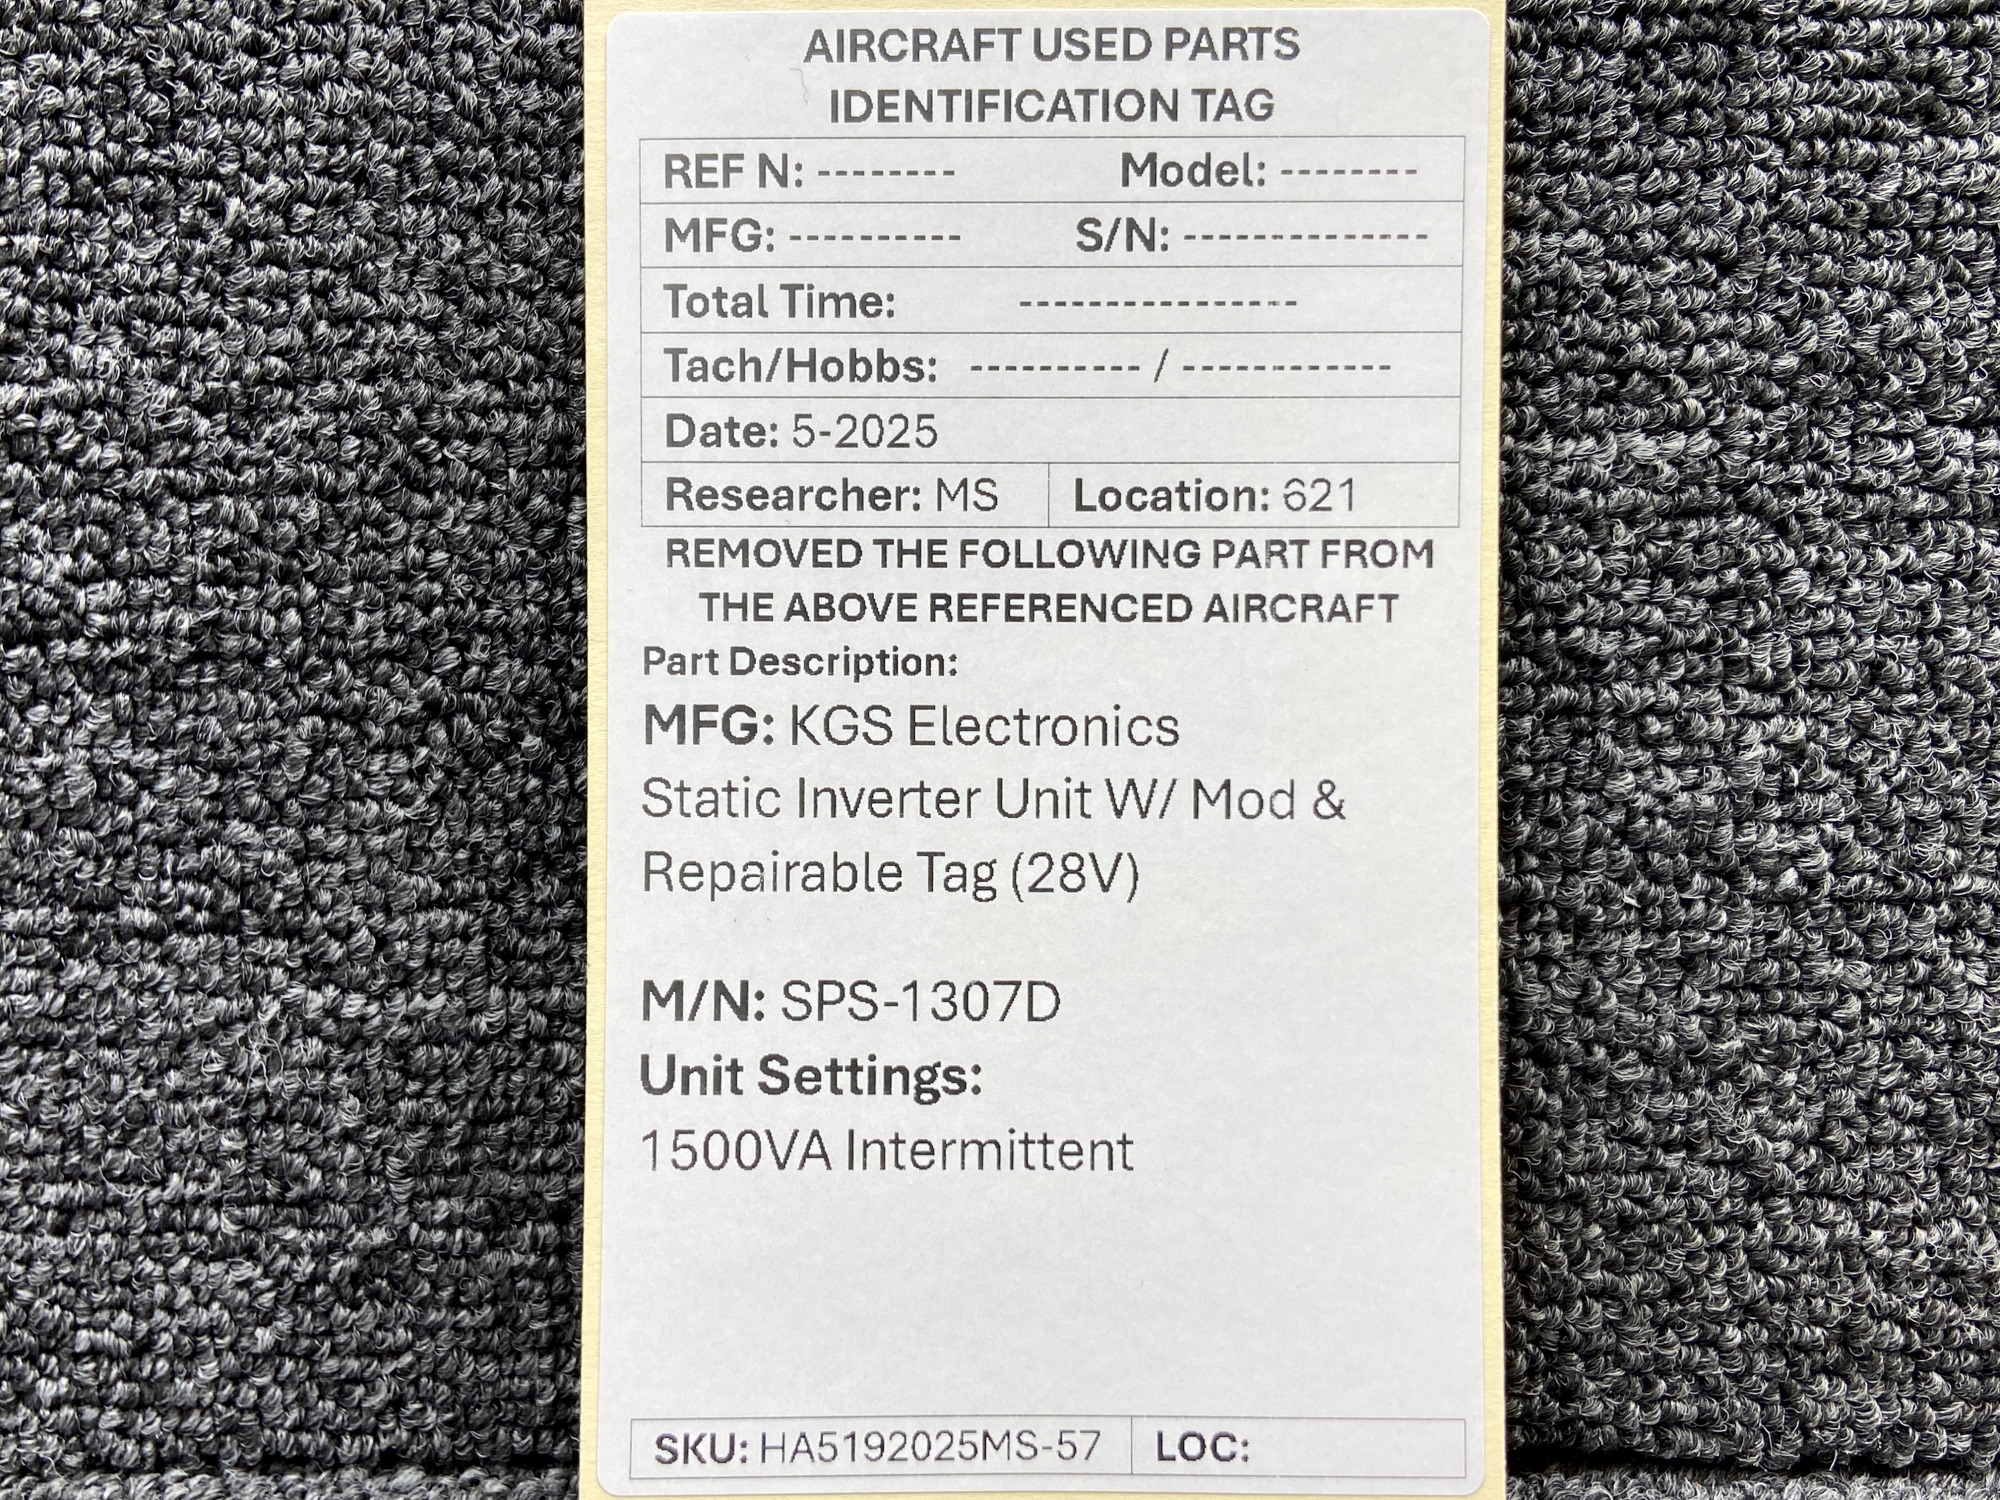 AIRCRAFT USED PARTS
IDENTIFICATION TAG
REF N: -------- Model: --------
MFG: ---------- S/N: --------------
Total Time: ----------------
Tach/Hobbs: ---------- / ------------
Date: 5-2025
Researcher: MS Location: 621
REMOVED THE FOLLOWING PART FROM
THE ABOVE REFERENCED AIRCRAFT
Part Description:
MFG: KGS Electronics
Static Inverter Unit W/ Mod &
Repairable Tag (28V)
M/N: SPS-1307D
Unit Settings:
1500VA Intermittent
SKU: HA5192025MS-57 LOC: